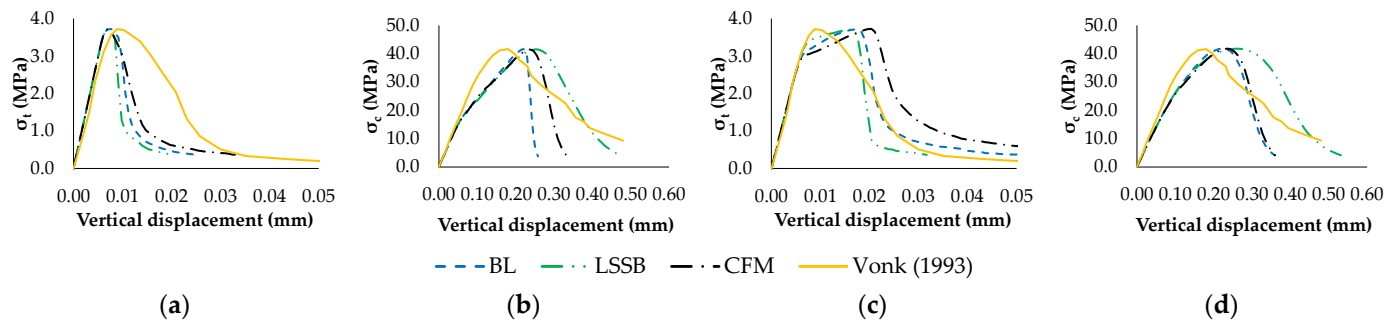 4.0
3.0
2.0
1.0
0.0
σt (MPa)
0.00 0.01 0.02 0.03 0.04 0.05
Vertical displacement (mm)
50.0
40.0
30.0
20.0
10.0
0.0
σc (MPa)
0.00 0.10 0.20 0.30 0.40 0.50 0.60
Vertical displacement (mm)
4.0
3.0
2.0
1.0
0.0
σt (MPa)
0.00 0.01 0.02 0.03 0.04 0.05
Vertical displacement (mm)
50.0
40.0
30.0
20.0
10.0
0.0
σc (MPa)
0.00 0.10 0.20 0.30 0.40 0.50 0.60
Vertical displacement (mm)
BL LSSB CFM Vonk (1993)
(a) (b) (c) (d)